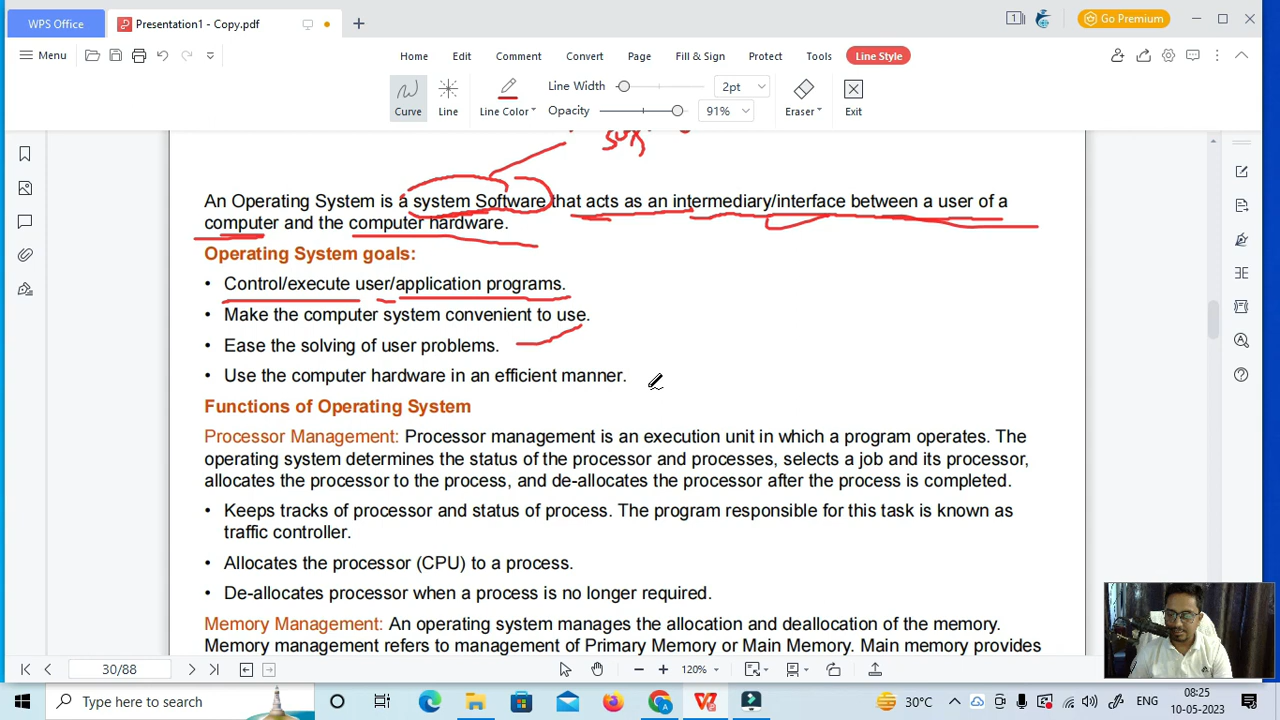 WPS Office
Presentation1 - Copy.pdf
1
Go Premium
Menu
Home
Edit
Comment
Convert
Page
Fill & Sign
Protect
Tools
Line Style
Curve
Line
Line Width
2pt
Opacity
91%
Line Color
Eraser
Exit
An Operating System is a system Software that acts as an intermediary/interface between a user of a
computer and the computer hardware.
Operating System goals:
• Control/execute user/application programs.
• Make the computer system convenient to use.
• Ease the solving of user problems.
• Use the computer hardware in an efficient manner.
Functions of Operating System
Processor Management: Processor management is an execution unit in which a program operates. The
operating system determines the status of the processor and processes, selects a job and its processor,
allocates the processor to the process, and de-allocates the processor after the process is completed.
• Keeps tracks of processor and status of process. The program responsible for this task is known as
traffic controller.
• Allocates the processor (CPU) to a process.
• De-allocates processor when a process is no longer required.
Memory Management: An operating system manages the allocation and deallocation of the memory.
Memory management refers to management of Primary Memory or Main Memory. Main memory provides
30/88
120%
Type here to search
30°C
ENG
08:25
10-05-2023